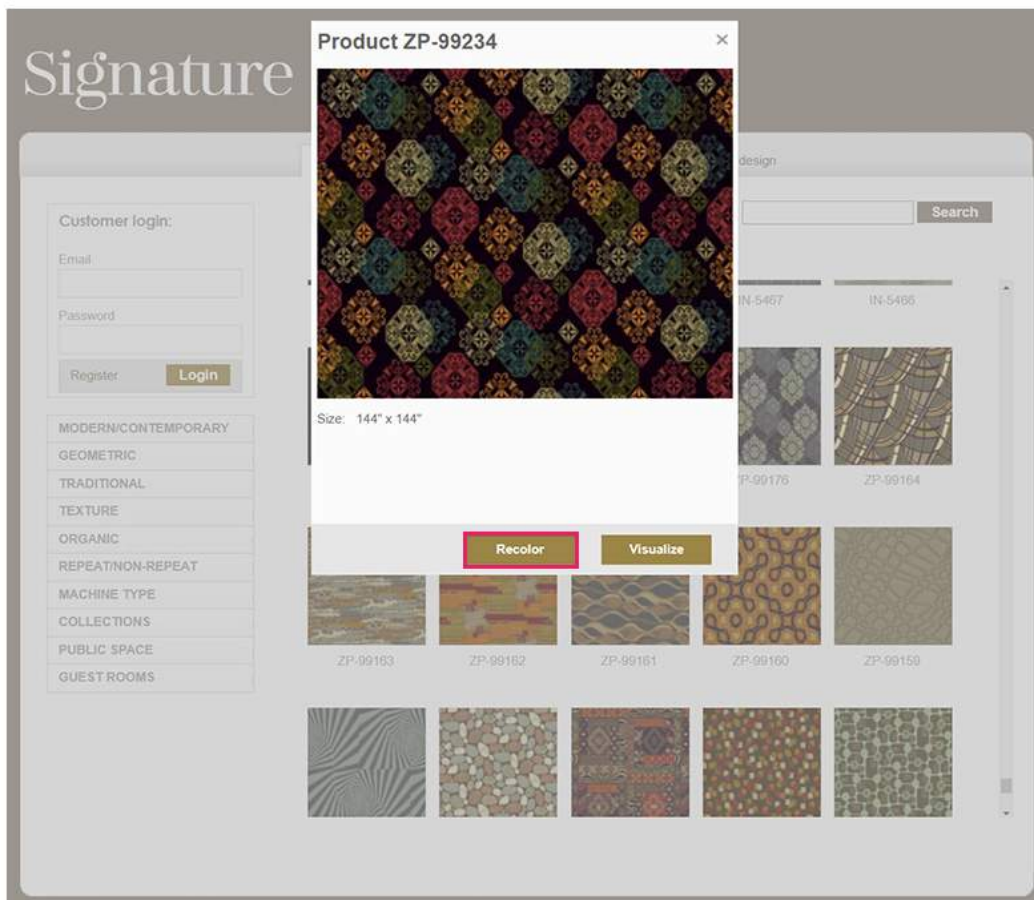 Signature
Product ZP-99234
×
design
Customer login:
Search
Email
IN-5467
IN-5466
Password
Register
Login
Size: 144" x 144"
MODERN/CONTEMPORARY
GEOMETRIC
TRADITIONAL
ZP-99176
ZP-99164
TEXTURE
ORGANIC
Recolor
Visualize
REPEAT/NON-REPEAT
MACHINE TYPE
COLLECTIONS
PUBLIC SPACE
ZP-99163
ZP-99162
ZP-99161
ZP-99160
ZP-99159
GUEST ROOMS